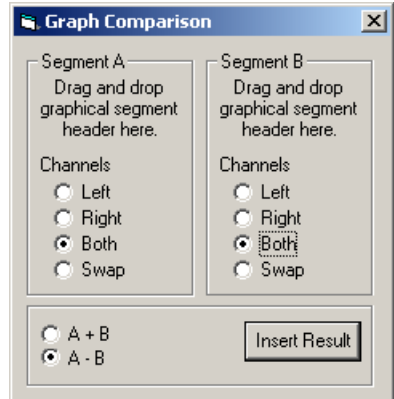 Graph Comparison
Segment A
Drag and drop
graphical segment
header here.
Channels
Left
Right
Both
Swap
Segment B
Drag and drop
graphical segment
header here.
Channels
Left
Right
Both
Swap
A + B
A - B
Insert Result